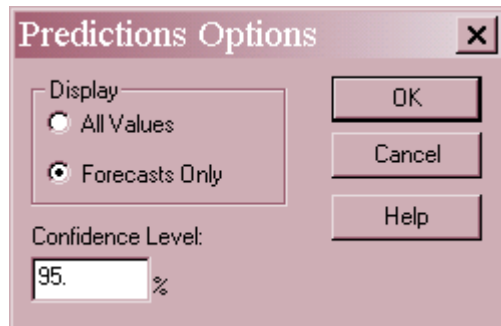 Predictions Options
Display
All Values
Forecasts Only
Confidence Level:
95.
%
OK
Cancel
Help